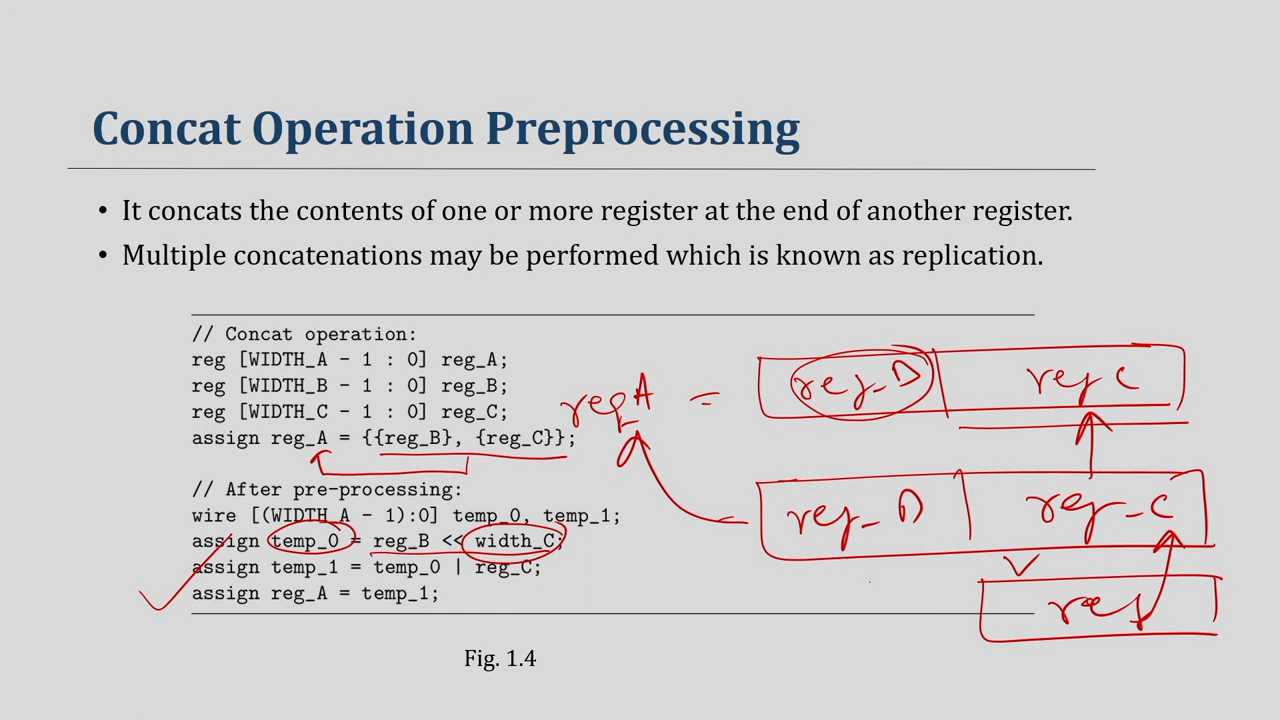 Concat Operation Preprocessing
• It concats the contents of one or more register at the end of another register.
• Multiple concatenations may be performed which is known as replication.
// Concat operation:
reg [WIDTH_A - 1 : 0] reg_A;
reg [WIDTH_B - 1 : 0] reg_B;
reg [WIDTH_C - 1 : 0] reg_C;
assign reg_A = {{reg_B}, {reg_C}};
// After pre-processing:
wire [(WIDTH_A - 1):0] temp_0, temp_1;
assign temp_0 = reg_B << width_C;
assign temp_1 = temp_0 | reg_C;
assign reg_A = temp_1;
reg_A = reg_B reg C
reg_B reg_C
Fig. 1.4